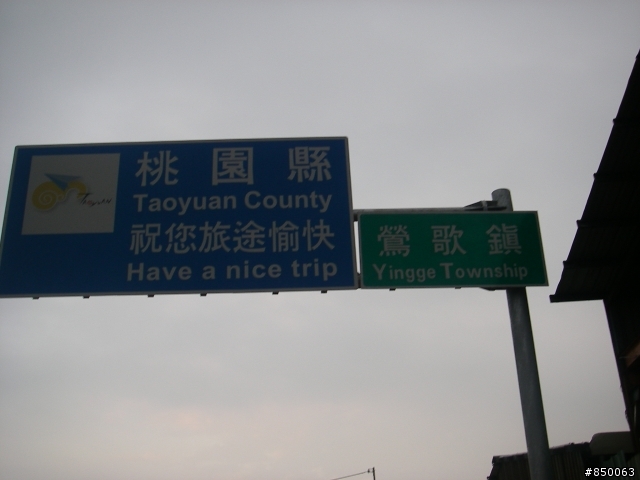 桃園縣
Taoyuan County
祝您旅途愉快
Have a nice trip
鶯歌鎮
Yingge Township
#850063